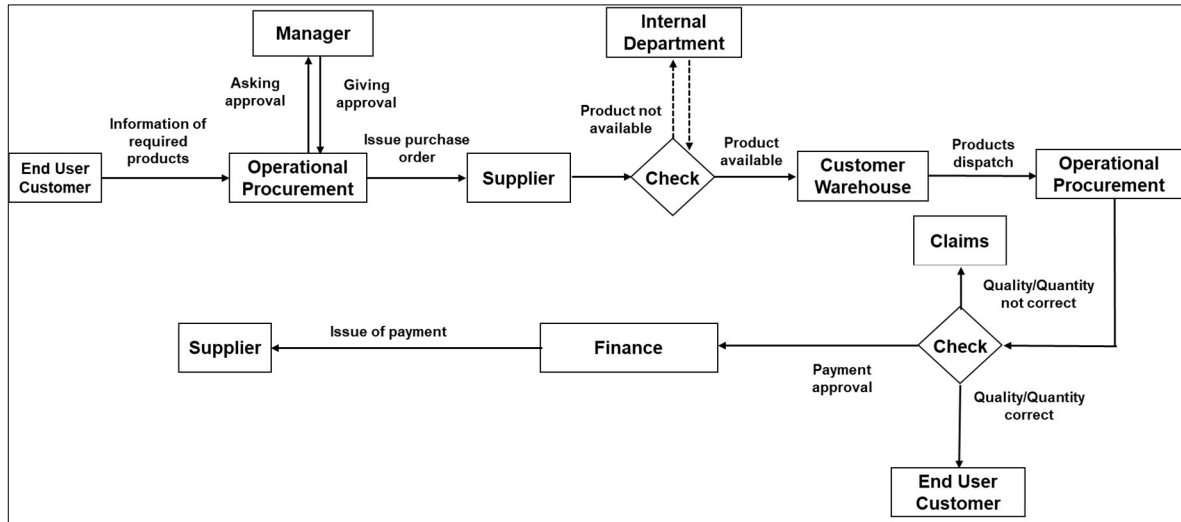 Manager
Internal
Department
Asking
approval
Giving
approval
Product not
available
Information of
required
products
Issue purchase
order
Product
available
Products
dispatch
End User
Customer
Operational
Procurement
Supplier
Check
Customer
Warehouse
Operational
Procurement
Claims
Quality/Quantity
not correct
Supplier
Issue of payment
Finance
Check
Payment
approval
Quality/Quantity
correct
End User
Customer